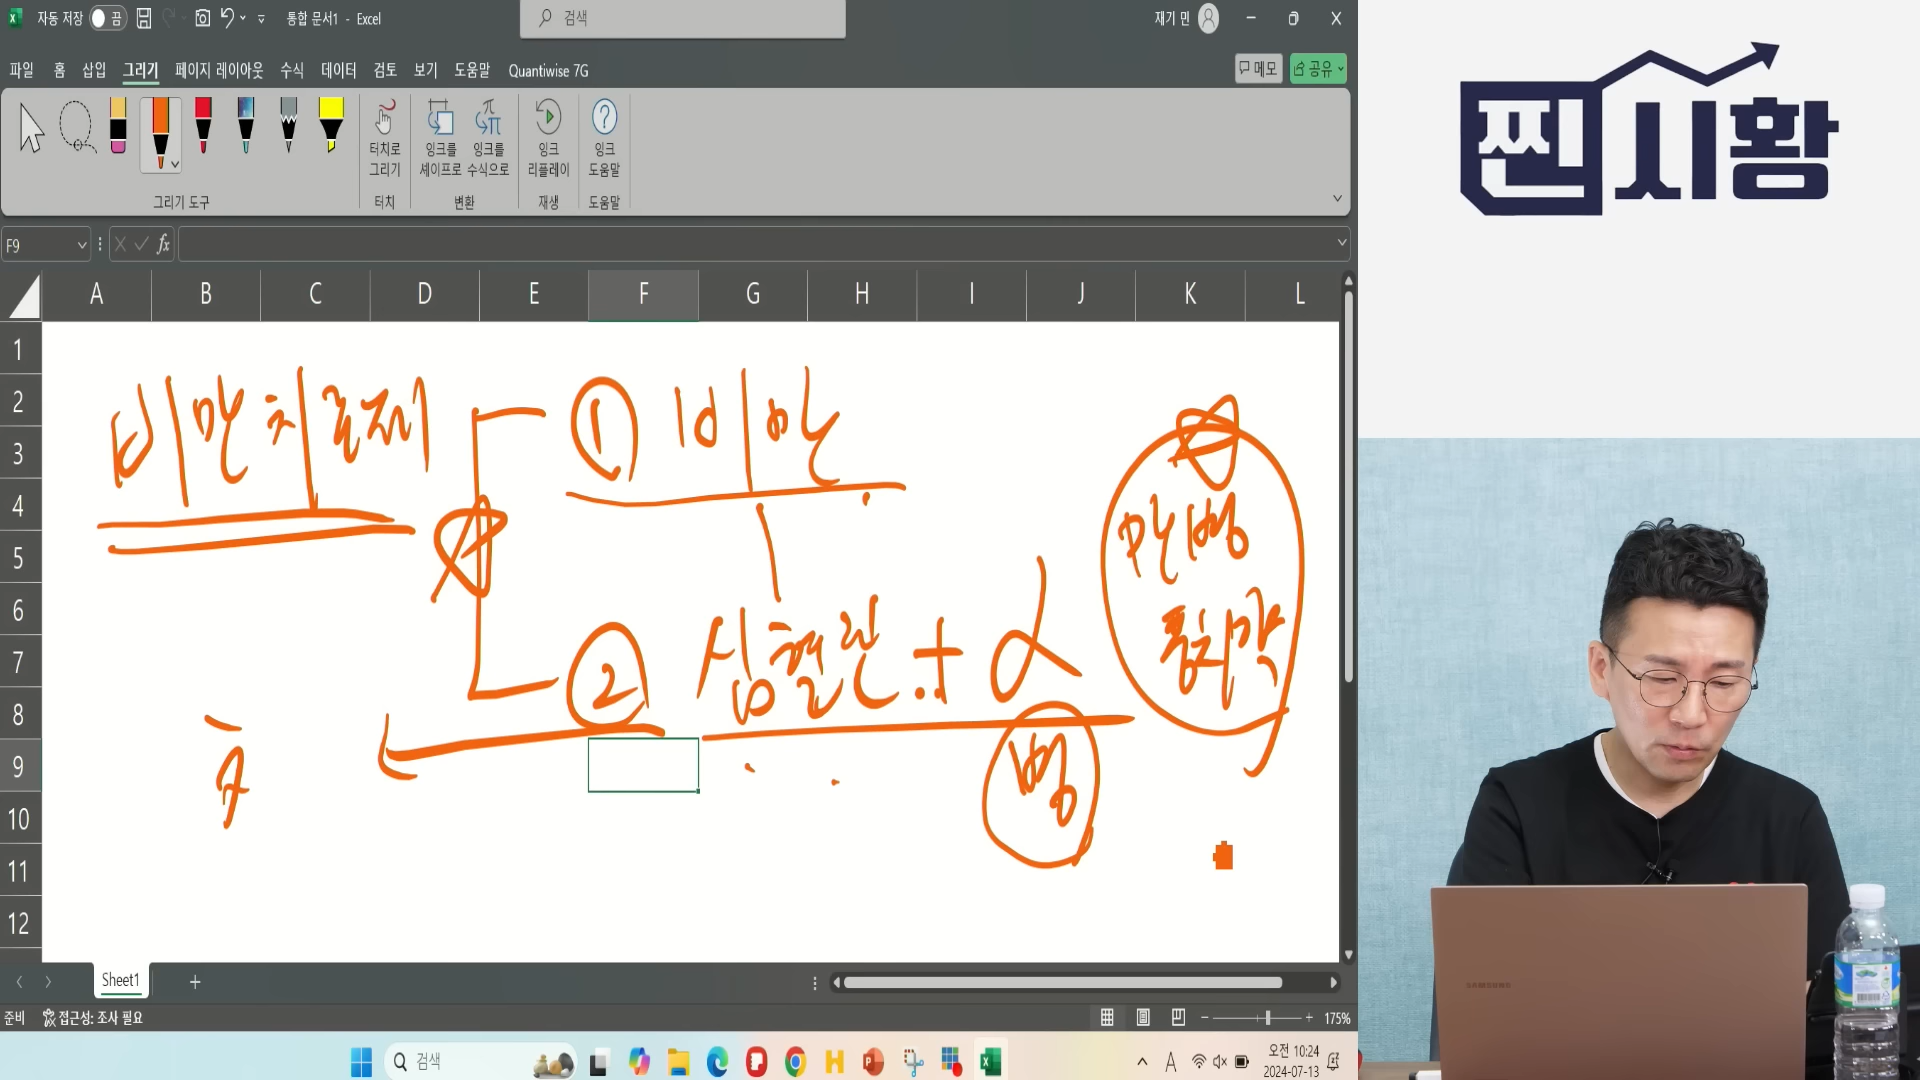 자동 저장 끔 통합 문서1 - Excel 검색 재기 민
파일 홈 삽입 그리기 페이지 레이아웃 수식 데이터 검토 보기 도움말 Quantiwise 7G 메모 공유
터치로 그리기
잉크를 셰이프로
잉크를 수식으로
잉크 리플레이
잉크 도움말
그리기 도구 터치 변환 재생 도움말
F9 fx
A B C D E F G H I J K L
1
2
3
4
5
6
7
8
9
10
11
12
비만치료제
① 비만
② 심혈관 + α
병
만병
통치약
Sheet1
준비 접근성: 조사 필요 175%
검색 A 오전 10:24
2024-07-13
찐시황
SAMSUNG